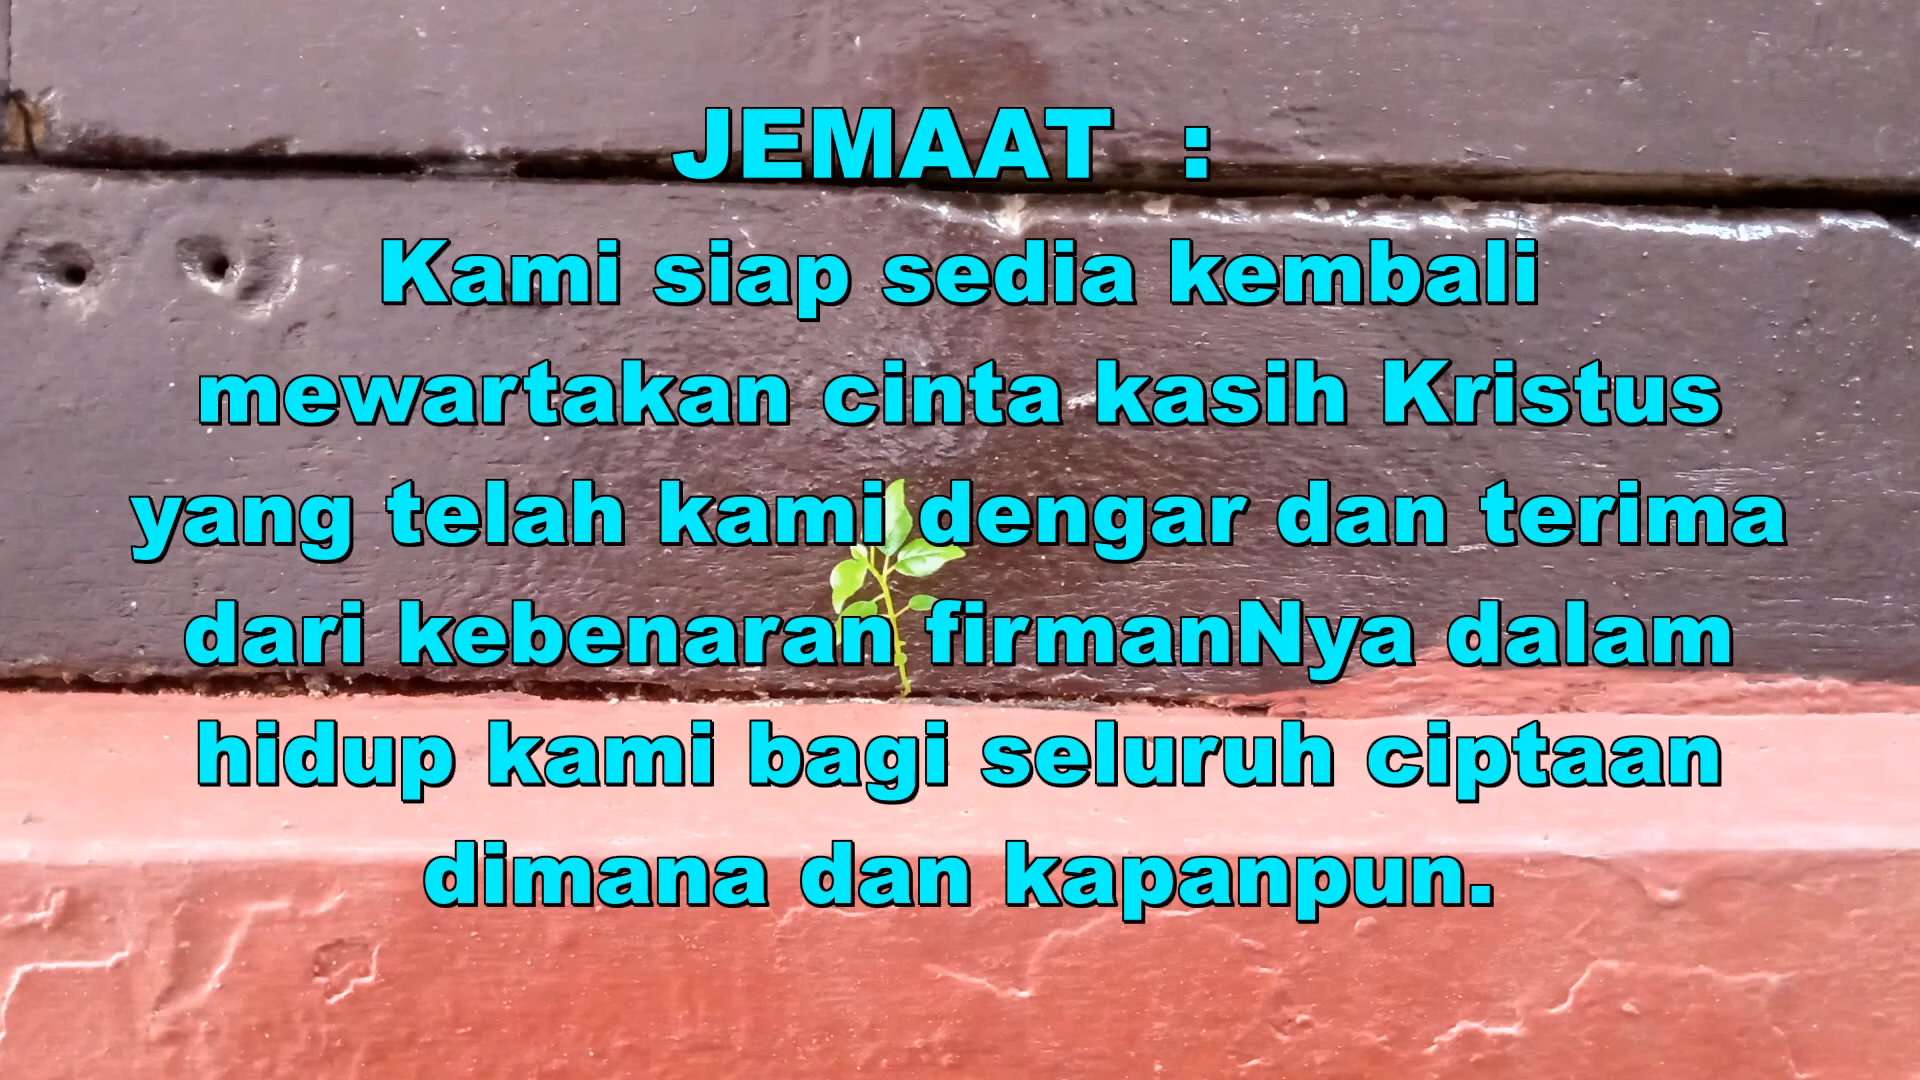 JEMAAT :
Kami siap sedia kembali
mewartakan cinta kasih Kristus
yang telah kami dengar dan terima
dari kebenaran firmanNya dalam
hidup kami bagi seluruh ciptaan
dimana dan kapanpun.